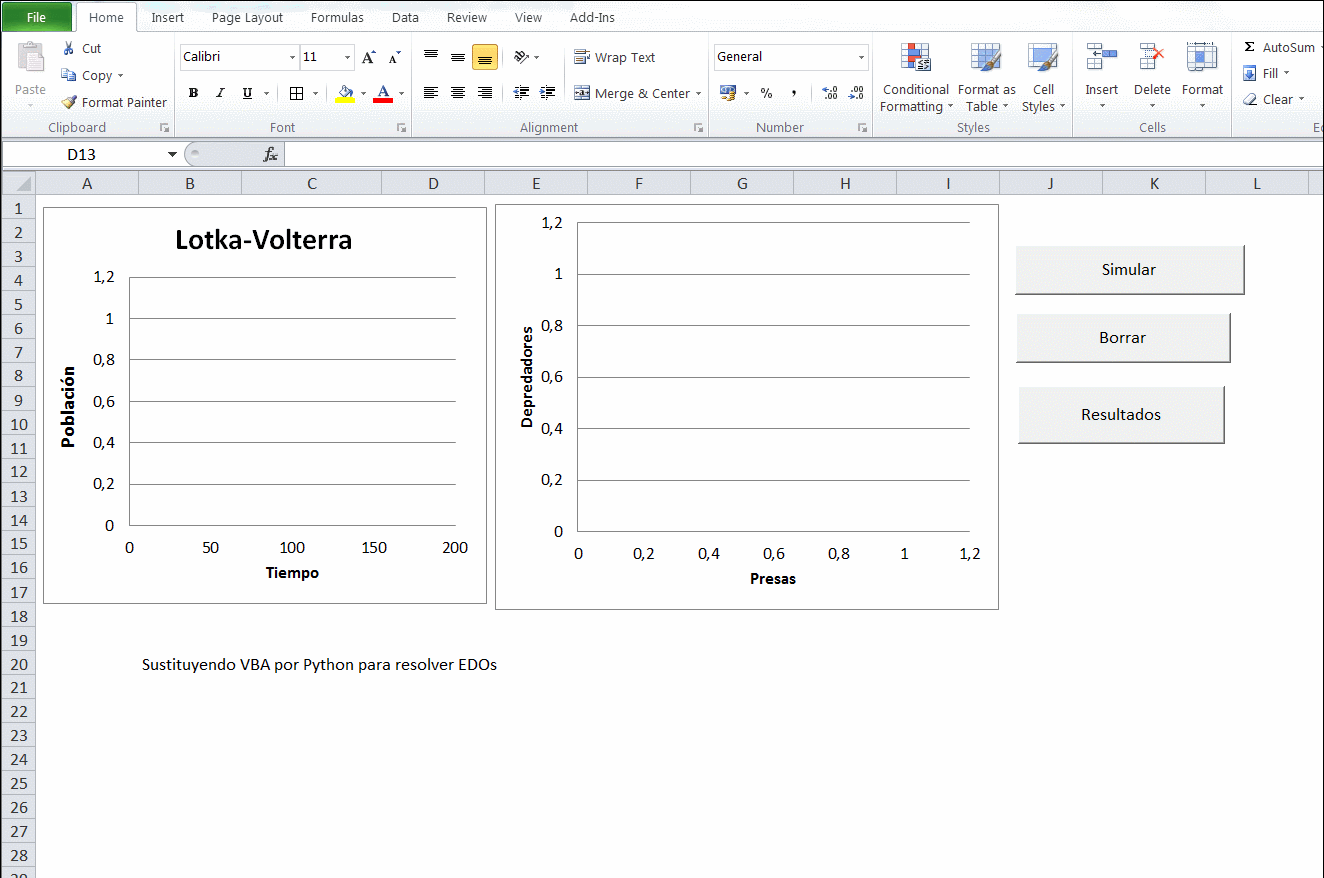 File Home Insert Page Layout Formulas Data Review View Add-Ins
Paste
Cut
Copy
Format Painter
Clipboard
Calibri 11
B I U
Font
Wrap Text
Merge & Center
Alignment
General
%
Number
Conditional Formatting
Format as Table
Cell Styles
Styles
Insert
Delete
Format
Cells
Σ AutoSum
Fill
Clear
D13
fx
A B C D E F G H I J K L
1
2
3
4
5
6
7
8
9
10
11
12
13
14
15
16
17
18
19
20
21
22
23
24
25
26
27
28
Lotka-Volterra
Población
1,2
1
0,8
0,6
0,4
0,2
0
0 50 100 150 200
Tiempo
Depredadores
1,2
1
0,8
0,6
0,4
0,2
0
0 0,2 0,4 0,6 0,8 1 1,2
Presas
Simular
Borrar
Resultados
Sustituyendo VBA por Python para resolver EDOs